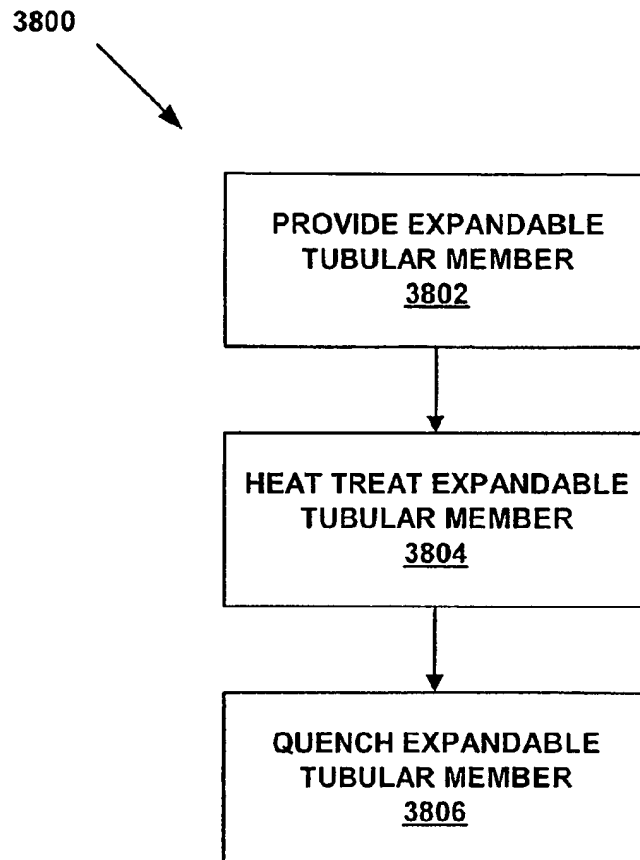 3800
PROVIDE EXPANDABLE
TUBULAR MEMBER
3802
HEAT TREAT EXPANDABLE
TUBULAR MEMBER
3804
QUENCH EXPANDABLE
TUBULAR MEMBER
3806